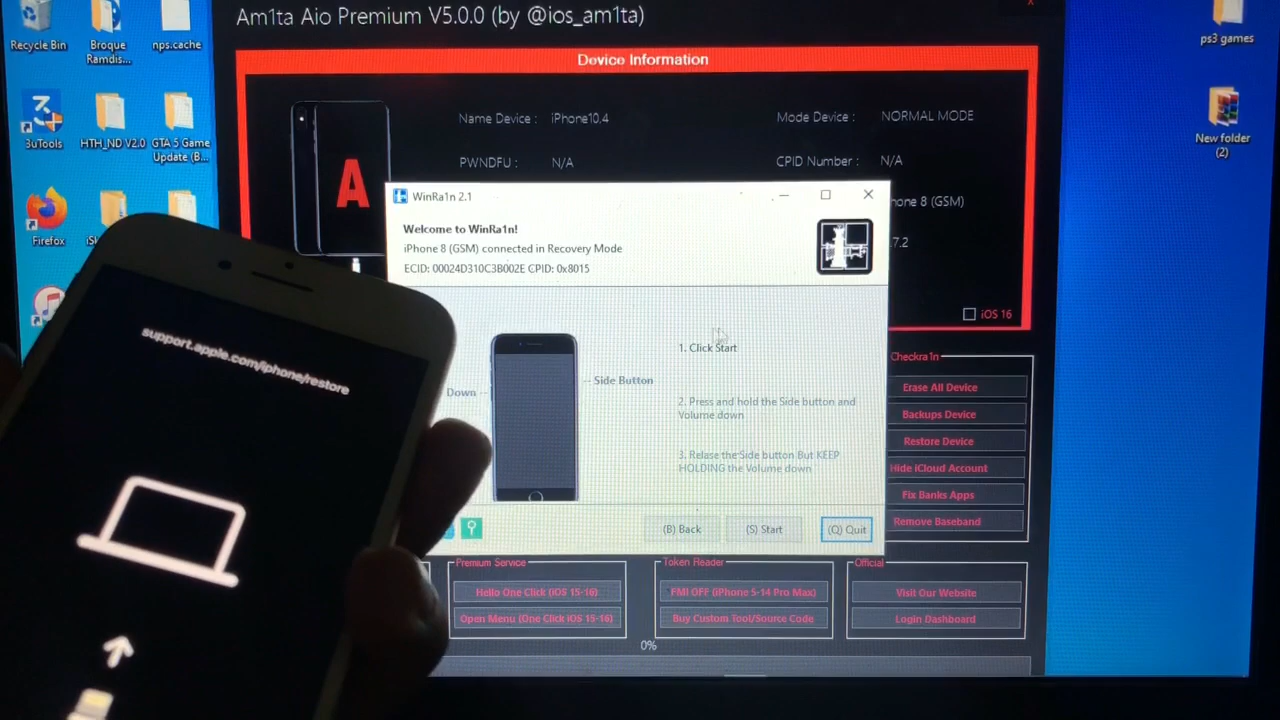 Am1ta Aio Premium V5.0.0 (by @ios_am1ta)
Recycle Bin
Broque
Ramdis...
nps.cache
ps3 games
Device Information
Name Device : iPhone10.4
Mode Device : NORMAL MODE
PWNDFU : N/A
CPID Number : N/A
3uTools
HTH_ND V2.0
GTA 5 Game
Update (B...
New folder
(2)
A
hone 8 (GSM)
.7.2
iOS 16
Firefox
WinRa1n 2.1
Welcome to WinRa1n!
iPhone 8 (GSM) connected in Recovery Mode
ECID: 00024D310C3B002E CPID: 0x8015
1. Click Start
Down --
-- Side Button
2. Press and hold the Side button and
Volume down
3. Relase the Side button But KEEP
HOLDING the Volume down
(B) Back
(S) Start
(Q) Quit
support.apple.com/iphone/restore
Checkra1n
Erase All Device
Backups Device
Restore Device
Hide iCloud Account
Fix Banks Apps
Remove Baseband
Premium Service
Hello One Click (iOS 15-16)
Open Menu (One Click iOS 15-16)
Token Reader
FMI OFF (iPhone 5-14 Pro Max)
Buy Custom Tool/Source Code
Official
Visit Our Website
Login Dashboard
0%